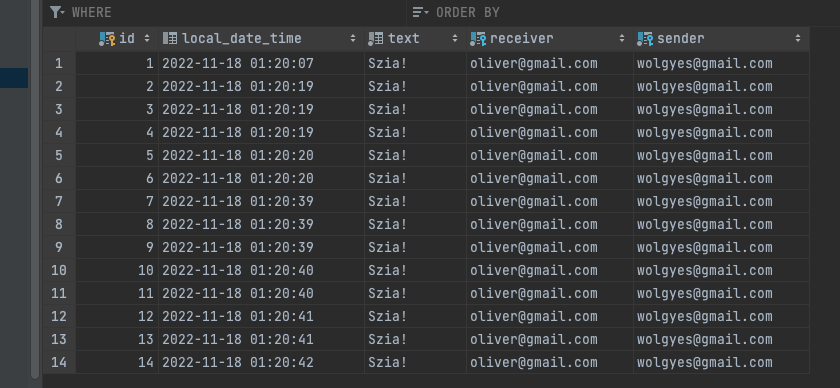 WHERE ORDER BY
id local_date_time text receiver sender
1 1 2022-11-18 01:20:07 Szia! oliver@gmail.com wolgyes@gmail.com
2 2 2022-11-18 01:20:19 Szia! oliver@gmail.com wolgyes@gmail.com
3 3 2022-11-18 01:20:19 Szia! oliver@gmail.com wolgyes@gmail.com
4 4 2022-11-18 01:20:19 Szia! oliver@gmail.com wolgyes@gmail.com
5 5 2022-11-18 01:20:20 Szia! oliver@gmail.com wolgyes@gmail.com
6 6 2022-11-18 01:20:20 Szia! oliver@gmail.com wolgyes@gmail.com
7 7 2022-11-18 01:20:39 Szia! oliver@gmail.com wolgyes@gmail.com
8 8 2022-11-18 01:20:39 Szia! oliver@gmail.com wolgyes@gmail.com
9 9 2022-11-18 01:20:39 Szia! oliver@gmail.com wolgyes@gmail.com
10 10 2022-11-18 01:20:40 Szia! oliver@gmail.com wolgyes@gmail.com
11 11 2022-11-18 01:20:40 Szia! oliver@gmail.com wolgyes@gmail.com
12 12 2022-11-18 01:20:41 Szia! oliver@gmail.com wolgyes@gmail.com
13 13 2022-11-18 01:20:41 Szia! oliver@gmail.com wolgyes@gmail.com
14 14 2022-11-18 01:20:42 Szia! oliver@gmail.com wolgyes@gmail.com